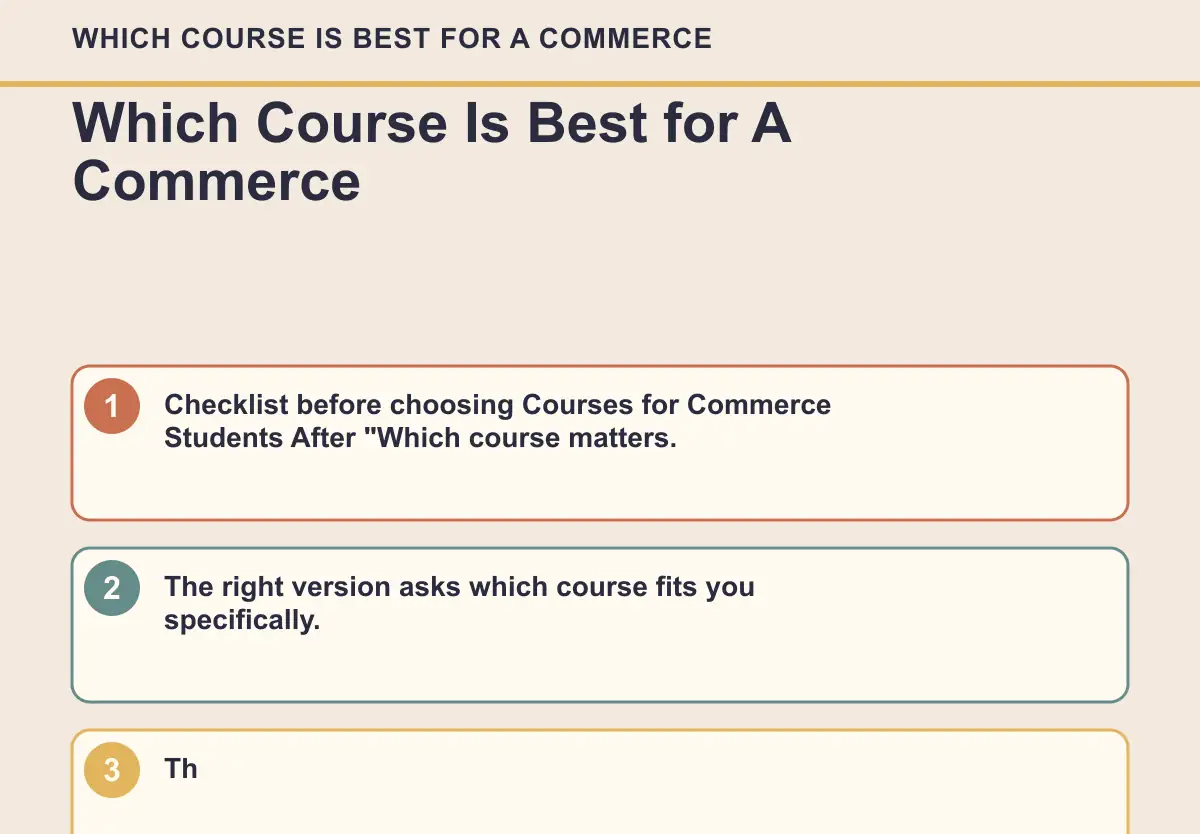 WHICH COURSE IS BEST FOR A COMMERCE
Which Course Is Best for A
Commerce
1
Checklist before choosing Courses for Commerce
Students After "Which course matters.
2
The right version asks which course fits you
specifically.
3
Th